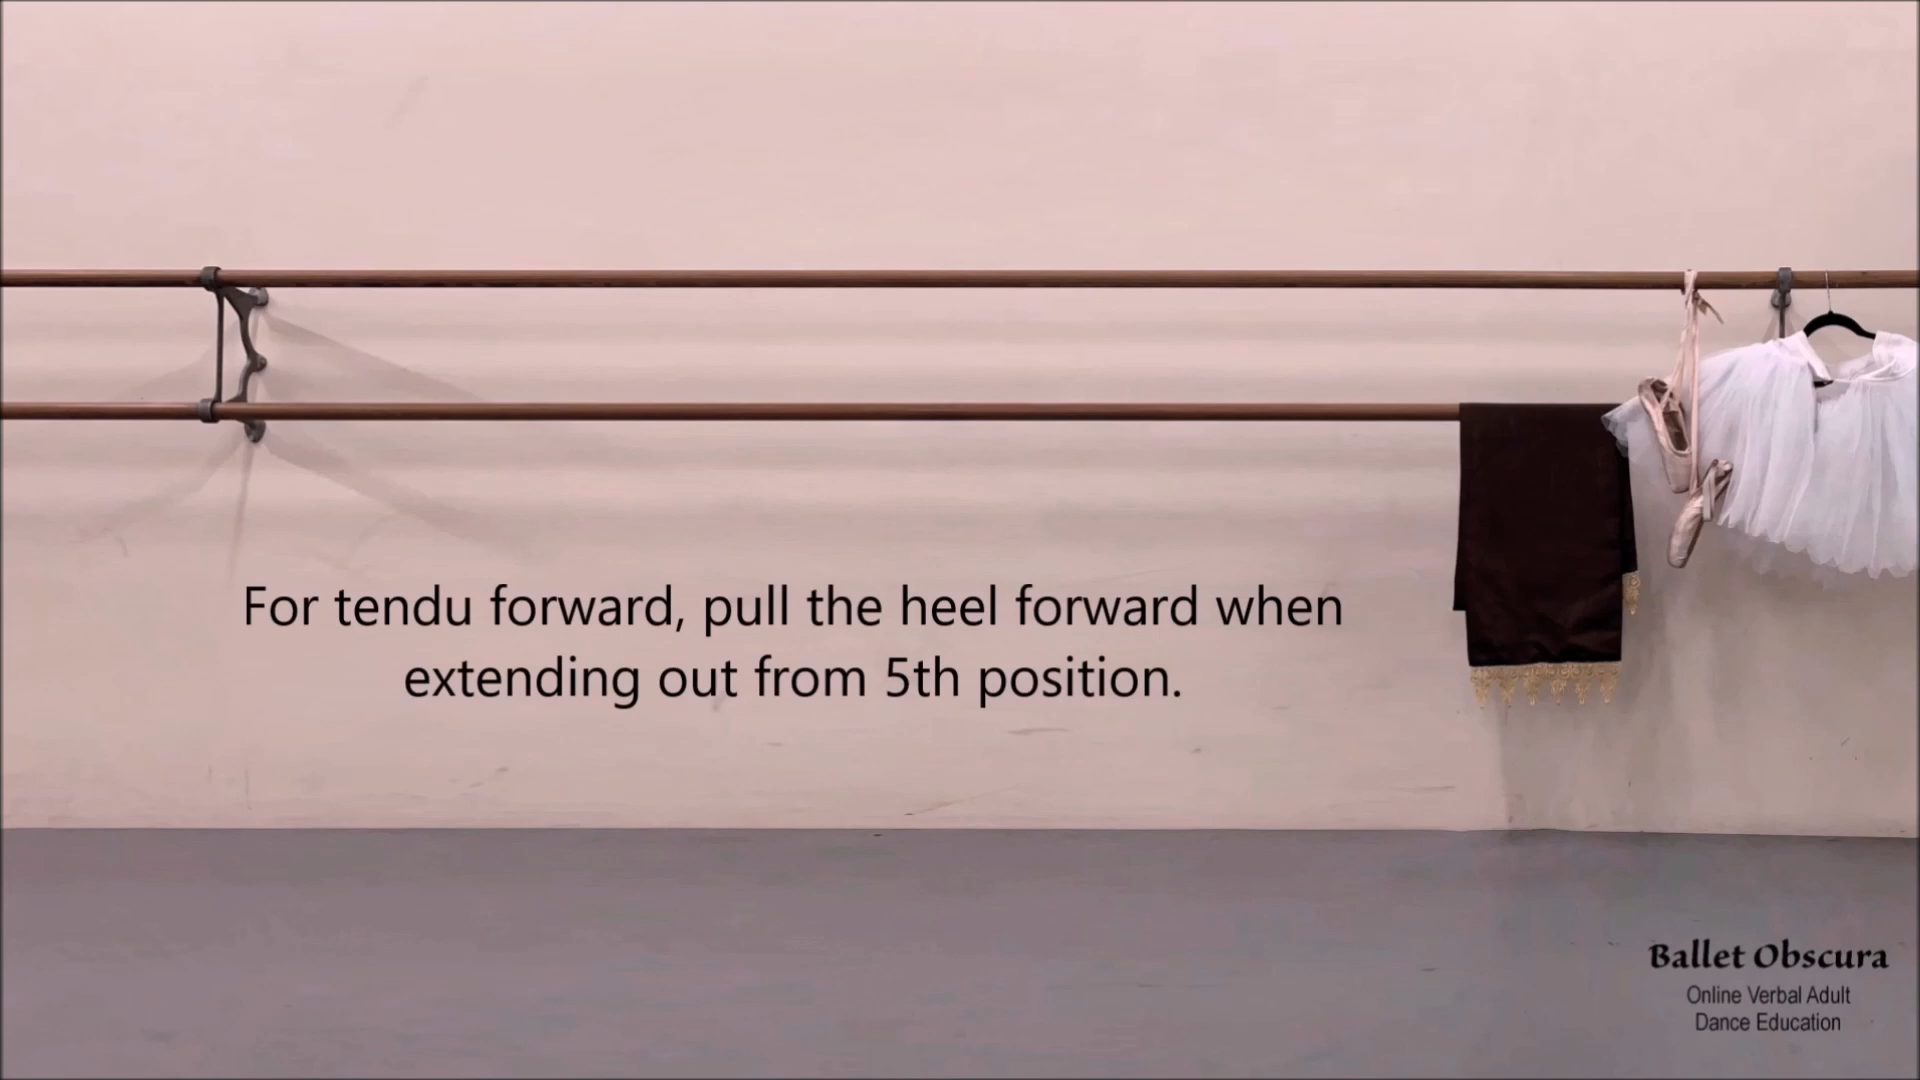 For tendu forward, pull the heel forward when
extending out from 5th position.
Ballet Obscura
Online Verbal Adult
Dance Education